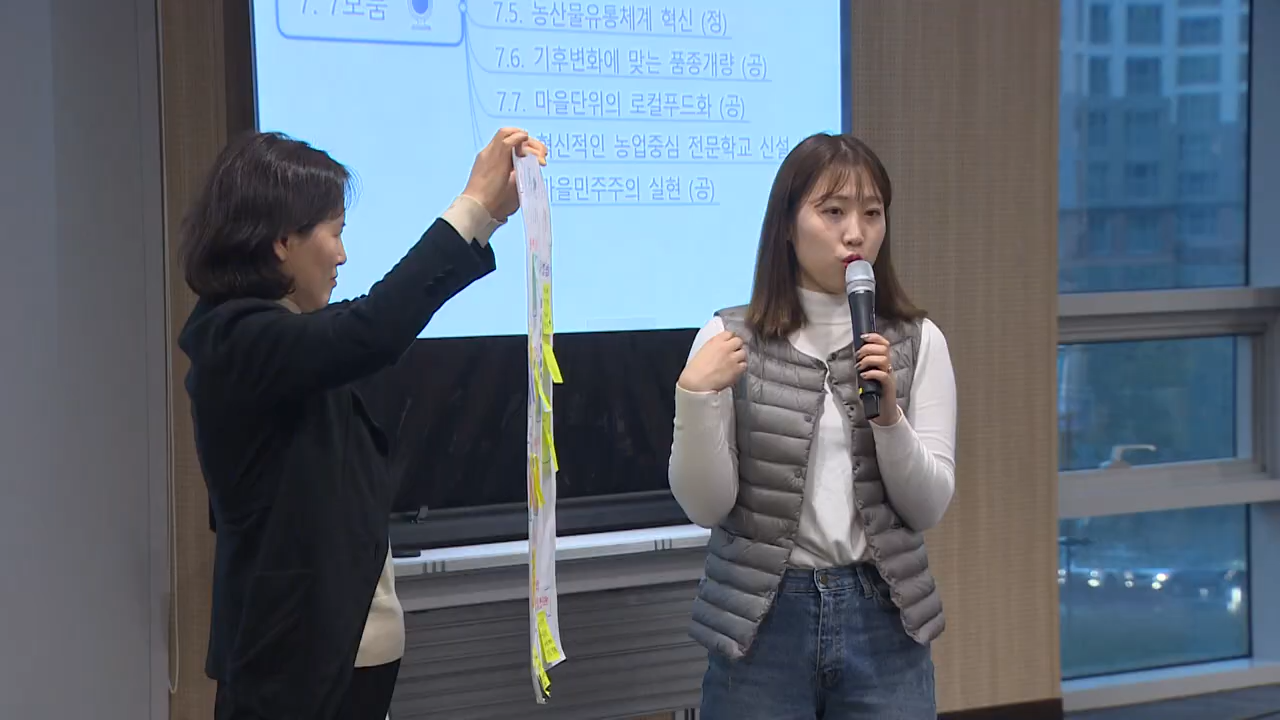 7. 7모둠
7.5. 농산물유통체계 혁신 (정)
7.6. 기후변화에 맞는 품종개량 (공)
7.7. 마을단위의 로컬푸드화 (공)
혁신적인 농업중심 전문학교 신설
마을민주주의 실현 (공)